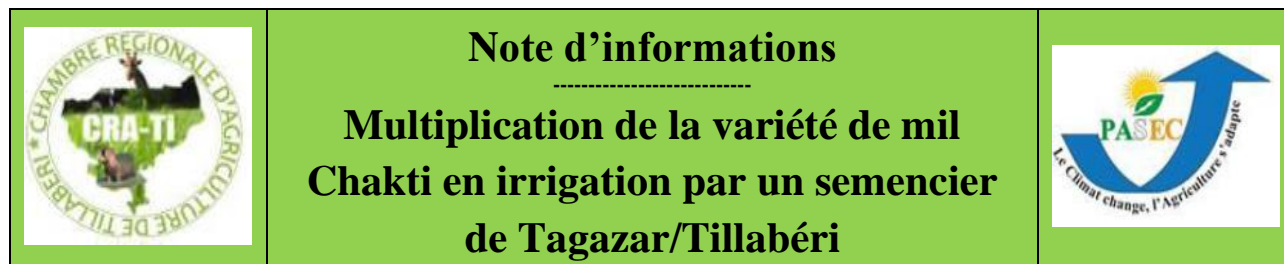 CHAMBRE REGIONALE D'AGRICULTURE DE TILLABERI *
CRA-TI
Note d'informations
----------------------------
Multiplication de la variété de mil
Chakti en irrigation par un semencier
de Tagazar/Tillabéri
PASEC
Le Climat change, l'Agriculture s'adapte